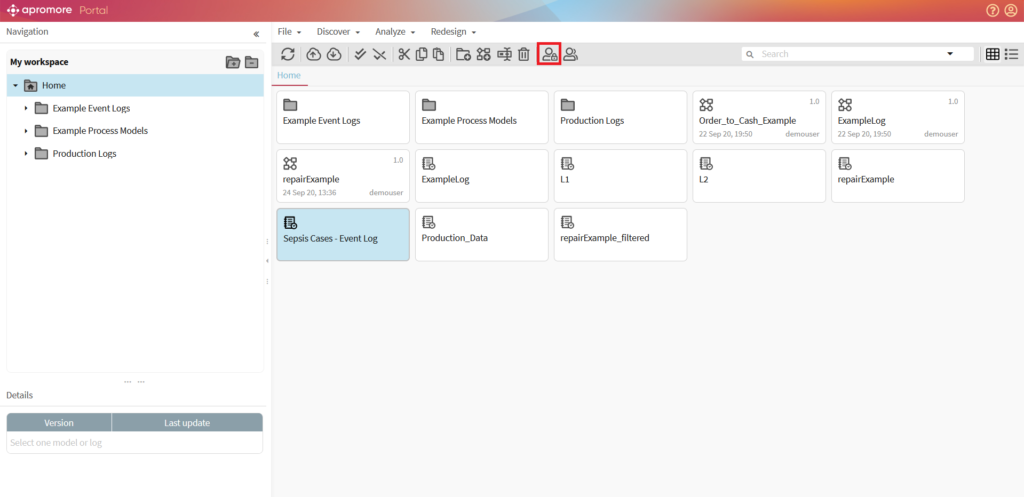 apromore Portal
Navigation
File Discover Analyze Redesign
Search
My workspace
Home
Home
Example Event Logs
Example Process Models
Production Logs
Example Event Logs
Example Process Models
Production Logs
1.0
Order_to_Cash_Example
22 Sep 20, 19:50 demouser
1.0
ExampleLog
22 Sep 20, 19:50 demouser
1.0
repairExample
24 Sep 20, 13:36 demouser
ExampleLog
L1
L2
repairExample
Sepsis Cases - Event Log
Production_Data
repairExample_filtered
Details
Version Last update
Select one model or log